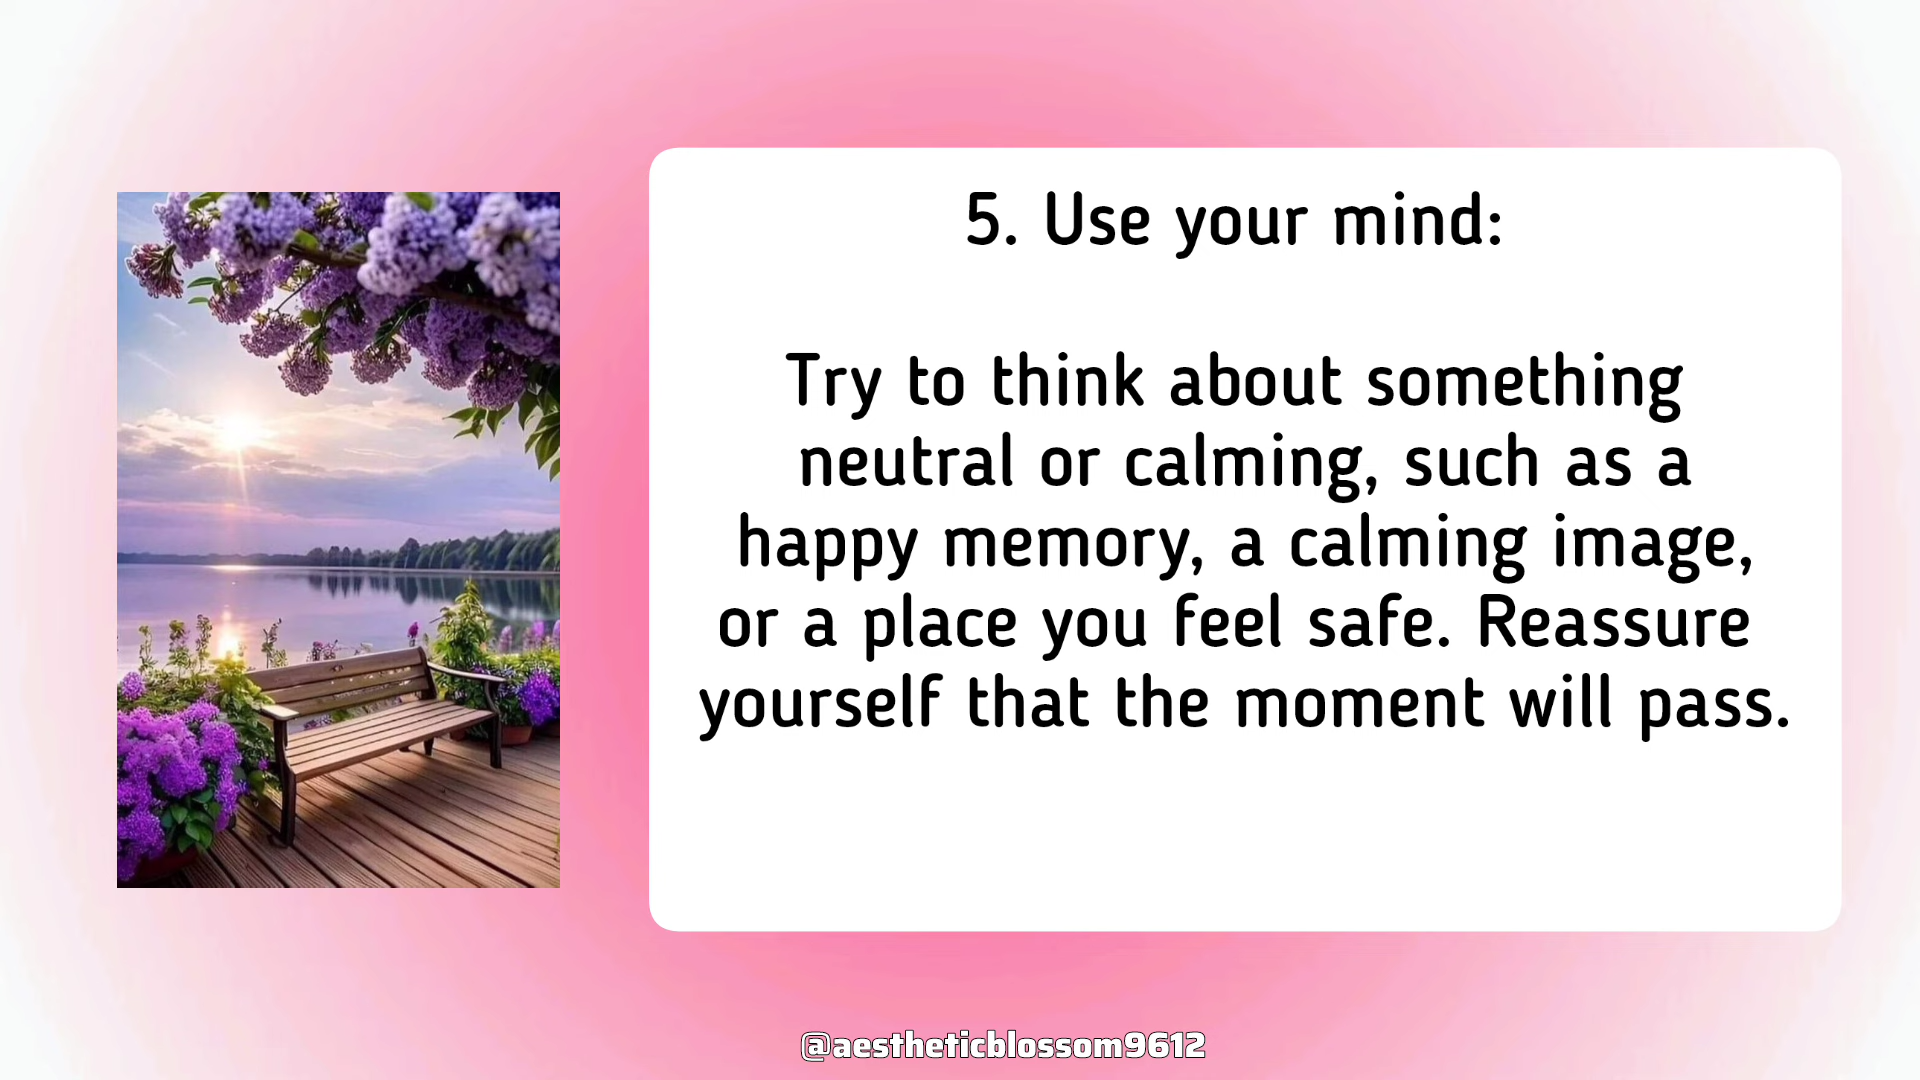 5. Use your mind:
Try to think about something
neutral or calming, such as a
happy memory, a calming image,
or a place you feel safe. Reassure
yourself that the moment will pass.
@aestheticblossom9612